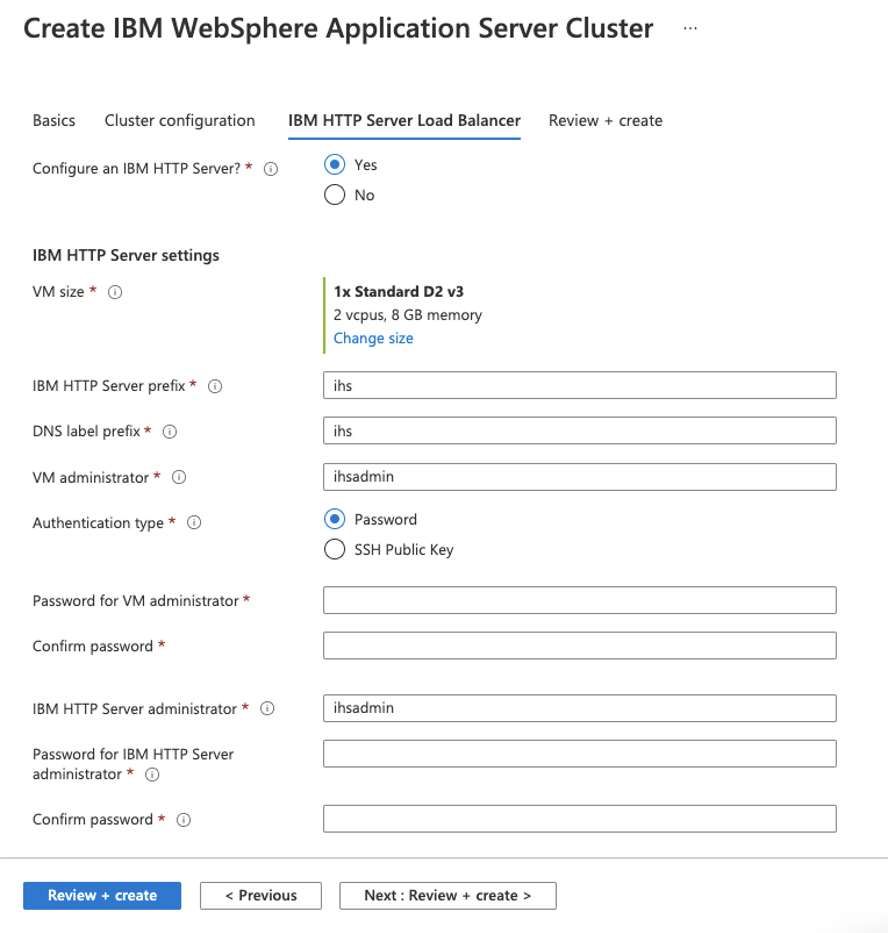 Create IBM WebSphere Application Server Cluster ...
Basics Cluster configuration IBM HTTP Server Load Balancer Review + create
Configure an IBM HTTP Server? * Yes
No
IBM HTTP Server settings
VM size * 1x Standard D2 v3
2 vcpus, 8 GB memory
Change size
IBM HTTP Server prefix * ihs
DNS label prefix * ihs
VM administrator * ihsadmin
Authentication type * Password
SSH Public Key
Password for VM administrator *
Confirm password *
IBM HTTP Server administrator * ihsadmin
Password for IBM HTTP Server
administrator *
Confirm password *
Review + create < Previous Next : Review + create >